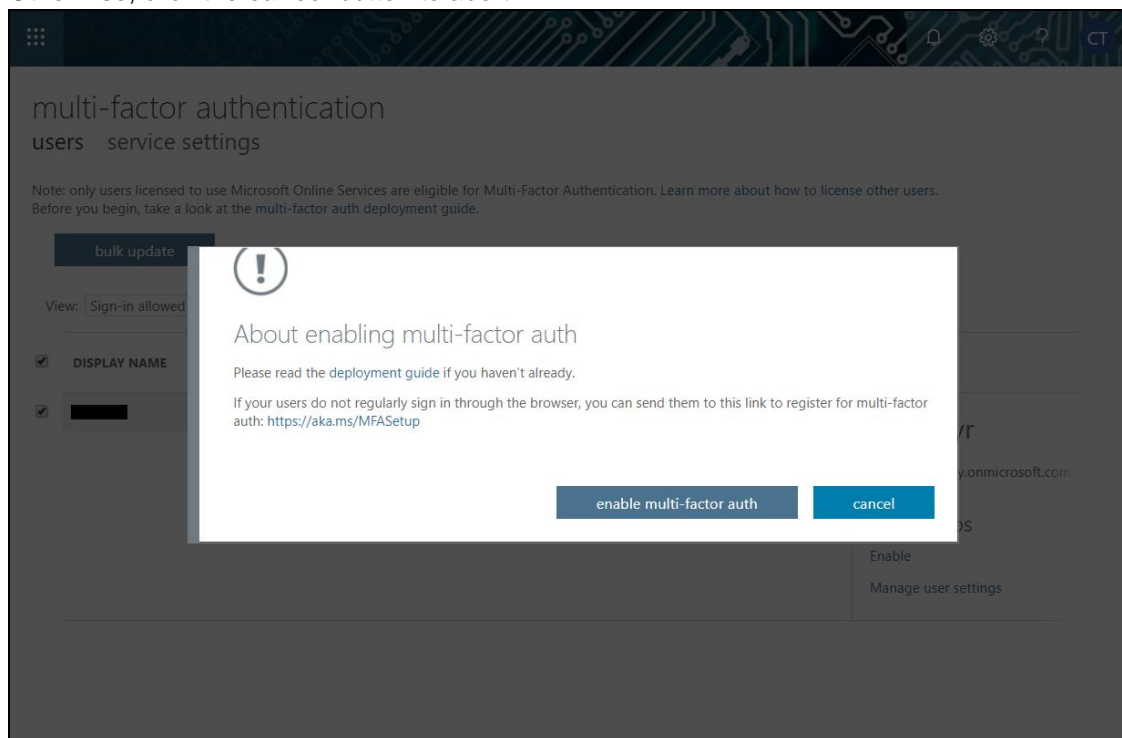 CT
multi-factor authentication
users service settings
Note: only users licensed to use Microsoft Online Services are eligible for Multi-Factor Authentication. Learn more about how to license other users.
Before you begin, take a look at the multi-factor auth deployment guide.
bulk update
View: Sign-in allowed
DISPLAY NAME
About enabling multi-factor auth
Please read the deployment guide if you haven't already.
If your users do not regularly sign in through the browser, you can send them to this link to register for multi-factor
auth: https://aka.ms/MFASetup
enable multi-factor auth cancel
yr
y.onmicrosoft.com
os
Enable
Manage user settings